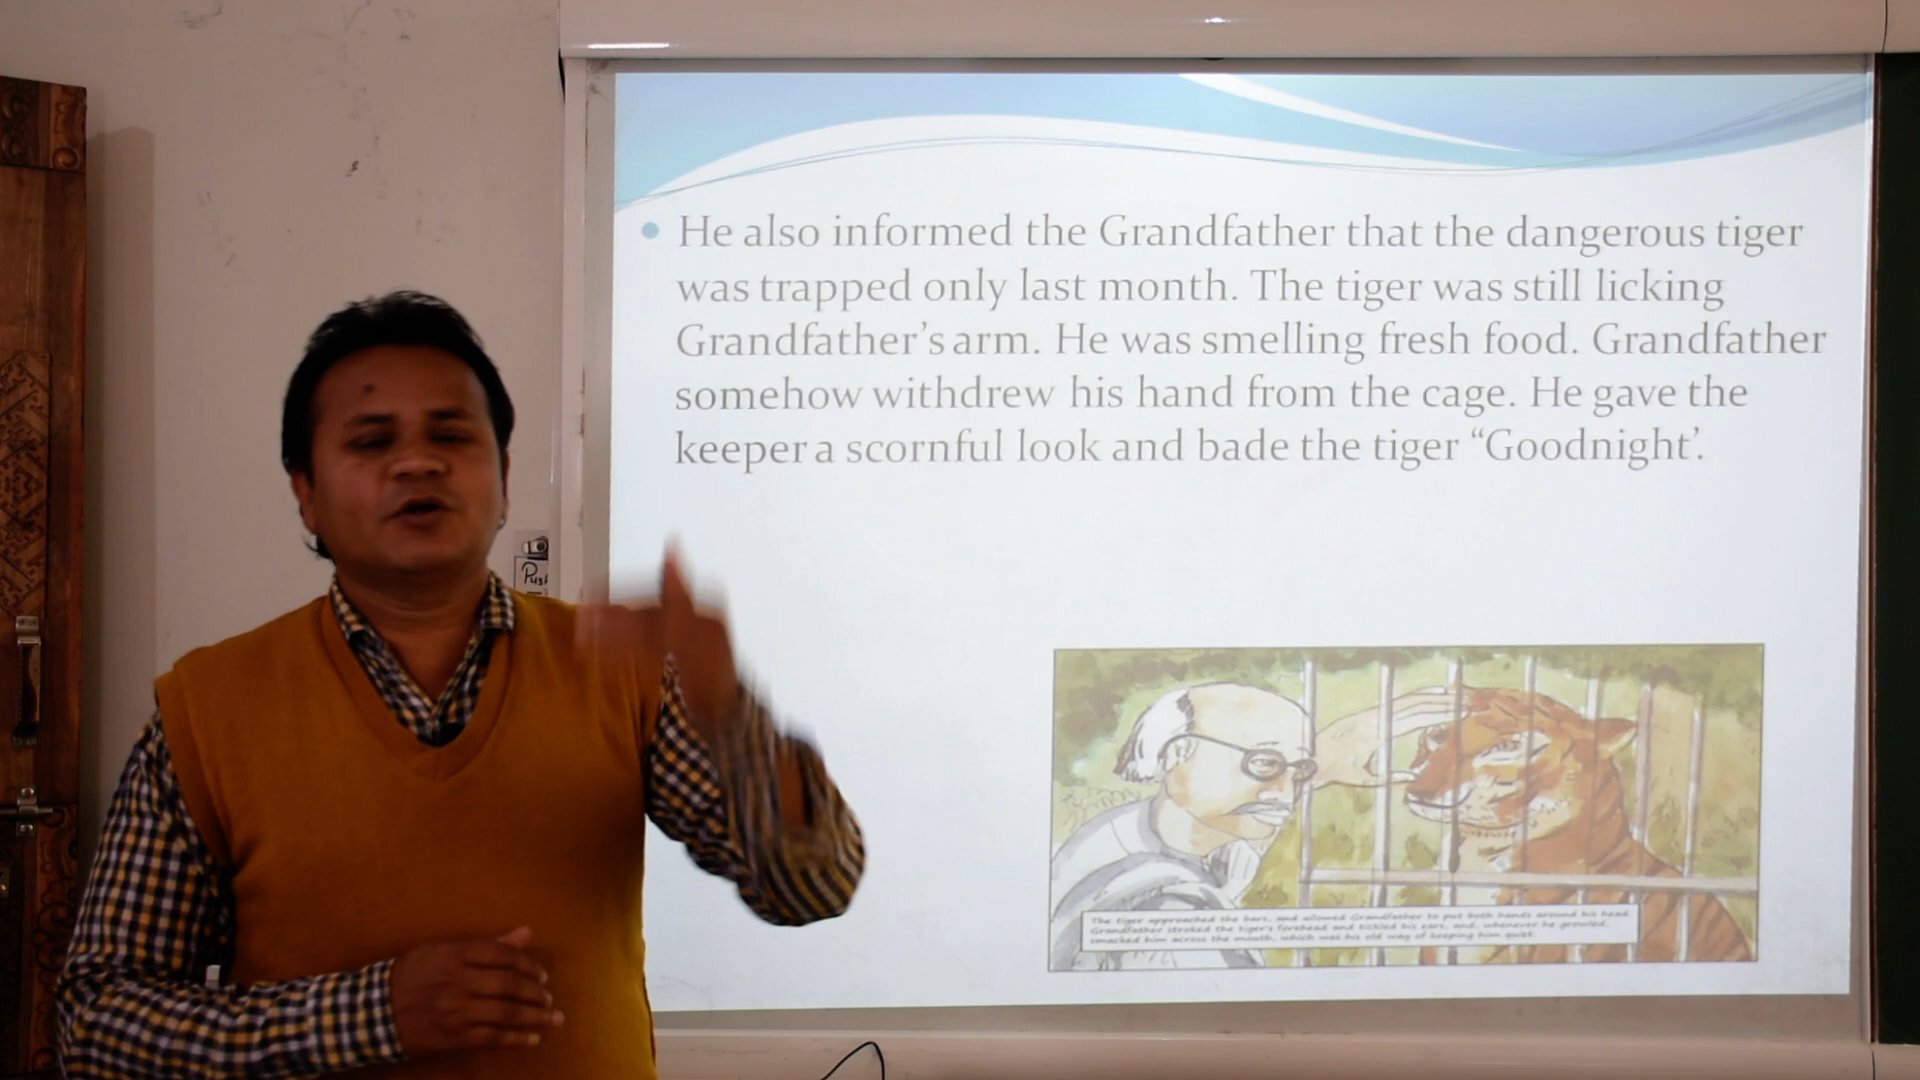 He also informed the Grandfather that the dangerous tiger
was trapped only last month. The tiger was still licking
Grandfather's arm. He was smelling fresh food. Grandfather
somehow withdrew his hand from the cage. He gave the
keeper a scornful look and bade the tiger “Goodnight’.
Push
The tiger approached the bars, and allowed Grandfather to put both hands around his head.
Grandfather stroked the tiger's forehead and tickled his ears, and, whenever he growled,
smacked him across the mouth, which was his old way of keeping him quiet.